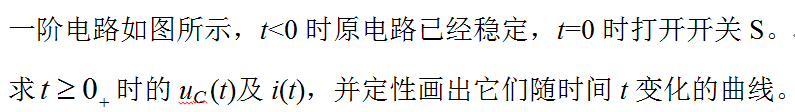 一阶电路如图所示，t<0 时原电路已经稳定，t=0 时打开开关 S。
求 t ≥ 0₊ 时的 u_C(t)及 i(t)，并定性画出它们随时间 t 变化的曲线。